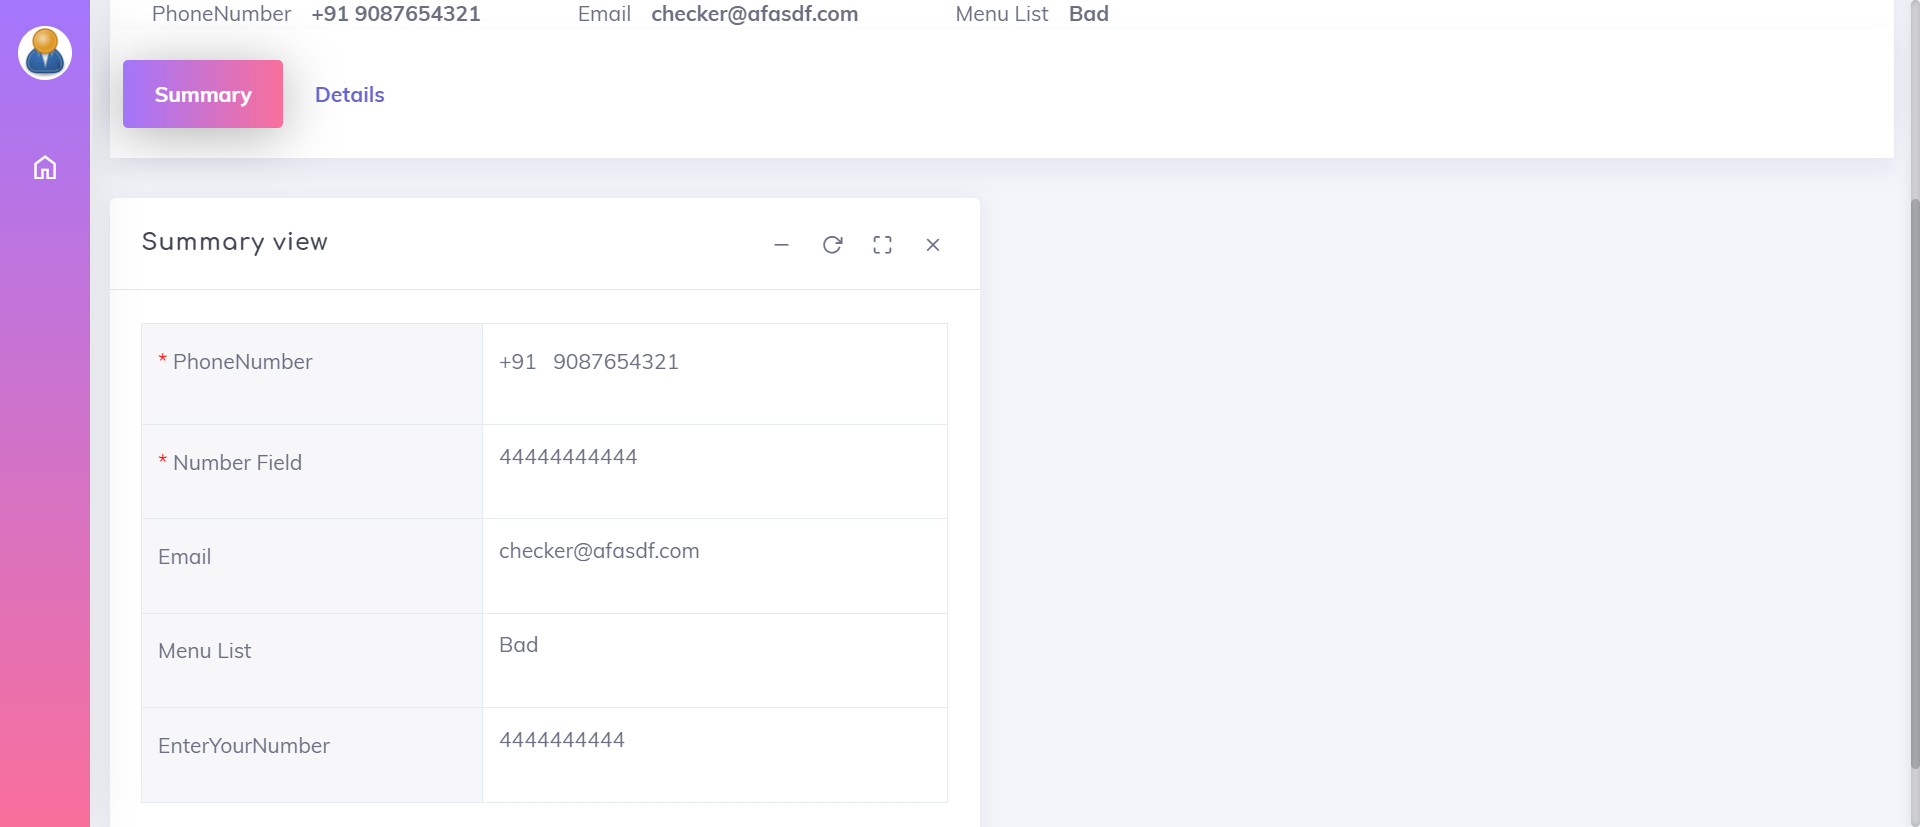 PhoneNumber +91 9087654321 Email checker@afasdf.com Menu List Bad
Summary Details
Summary view
* PhoneNumber +91 9087654321
* Number Field 44444444444
Email checker@afasdf.com
Menu List Bad
EnterYourNumber 4444444444